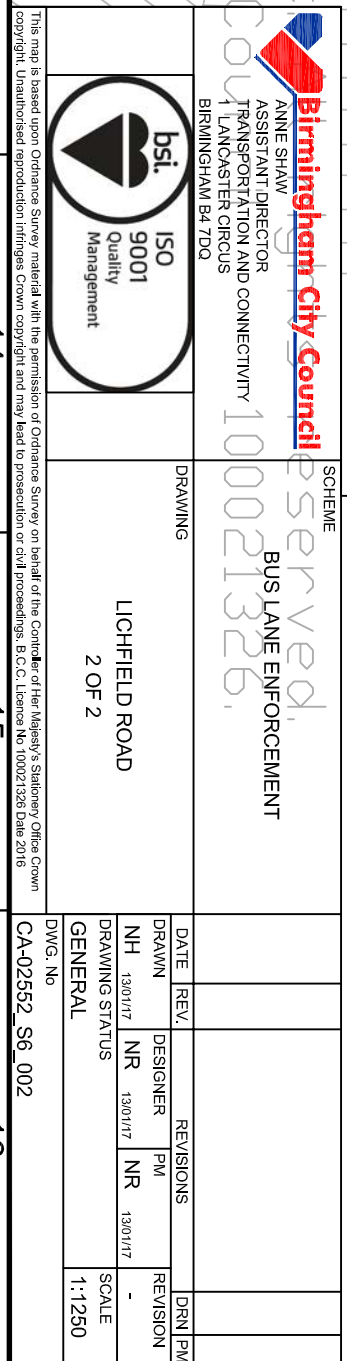 Birmingham City Council
ANNE SHAW
ASSISTANT DIRECTOR
TRANSPORTATION AND CONNECTIVITY
1 LANCASTER CIRCUS
BIRMINGHAM B4 7DQ
bsi.
ISO
9001
Quality
Management
SCHEME
BUS LANE ENFORCEMENT
DRAWING
LICHFIELD ROAD
2 OF 2
eserved.
100021326.
DATE REV. REVISIONS DRN PM
DRAWN DESIGNER PM REVISION
NH 13/01/17 NR 13/01/17 NR 13/01/17 -
DRAWING STATUS SCALE
GENERAL 1:1250
DWG. No
CA-02552_S6_002
This map is based upon Ordnance Survey material with the permission of Ordnance Survey on behalf of the Controller of Her Majesty's Stationery Office Crown
copyright. Unauthorised reproduction infringes Crown copyright and may lead to prosecution or civil proceedings. B.C.C. Licence No 100021326 Date 2016